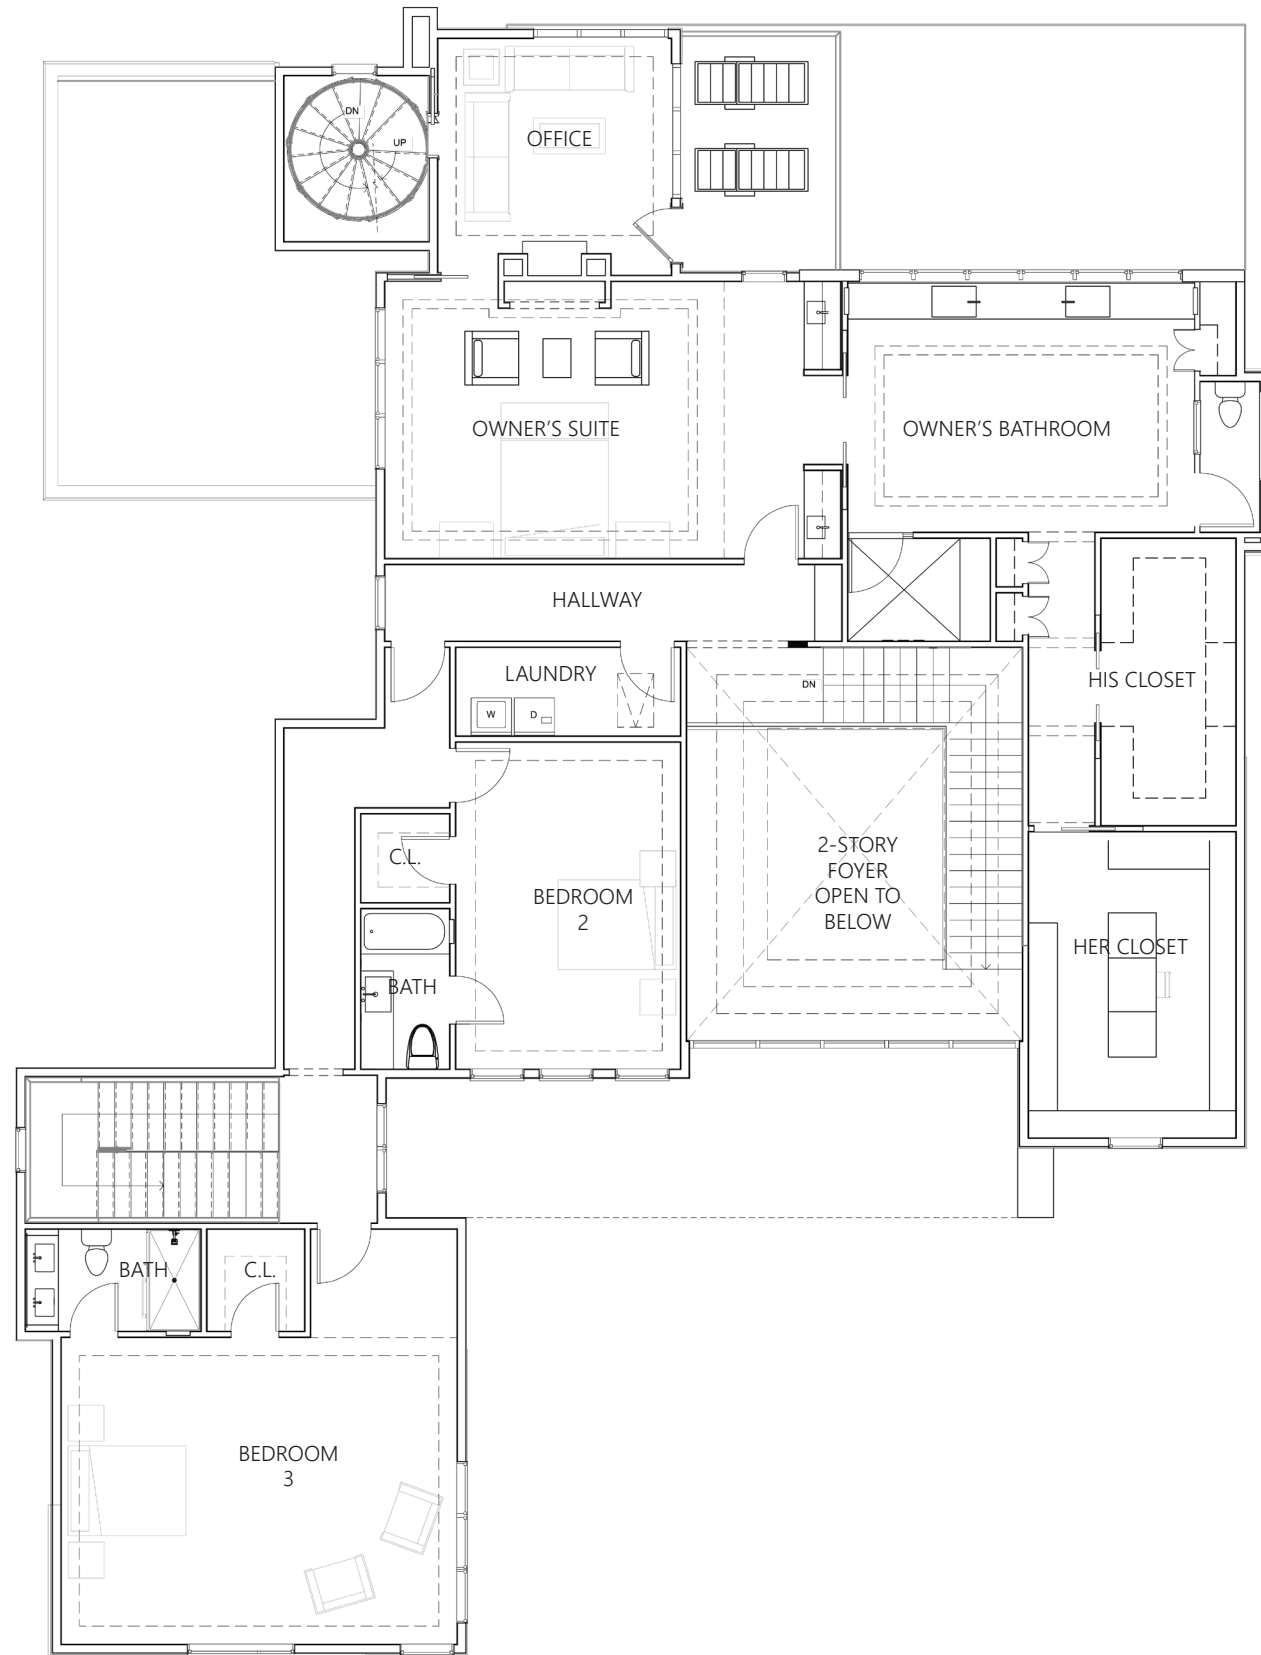 DN
UP
OFFICE
OWNER'S SUITE
OWNER'S BATHROOM
HALLWAY
LAUNDRY
W
D
DN
HIS CLOSET
C.L.
2-STORY
FOYER
OPEN TO
BELOW
BEDROOM
2
HER CLOSET
BATH
BATH
C.L.
BEDROOM
3